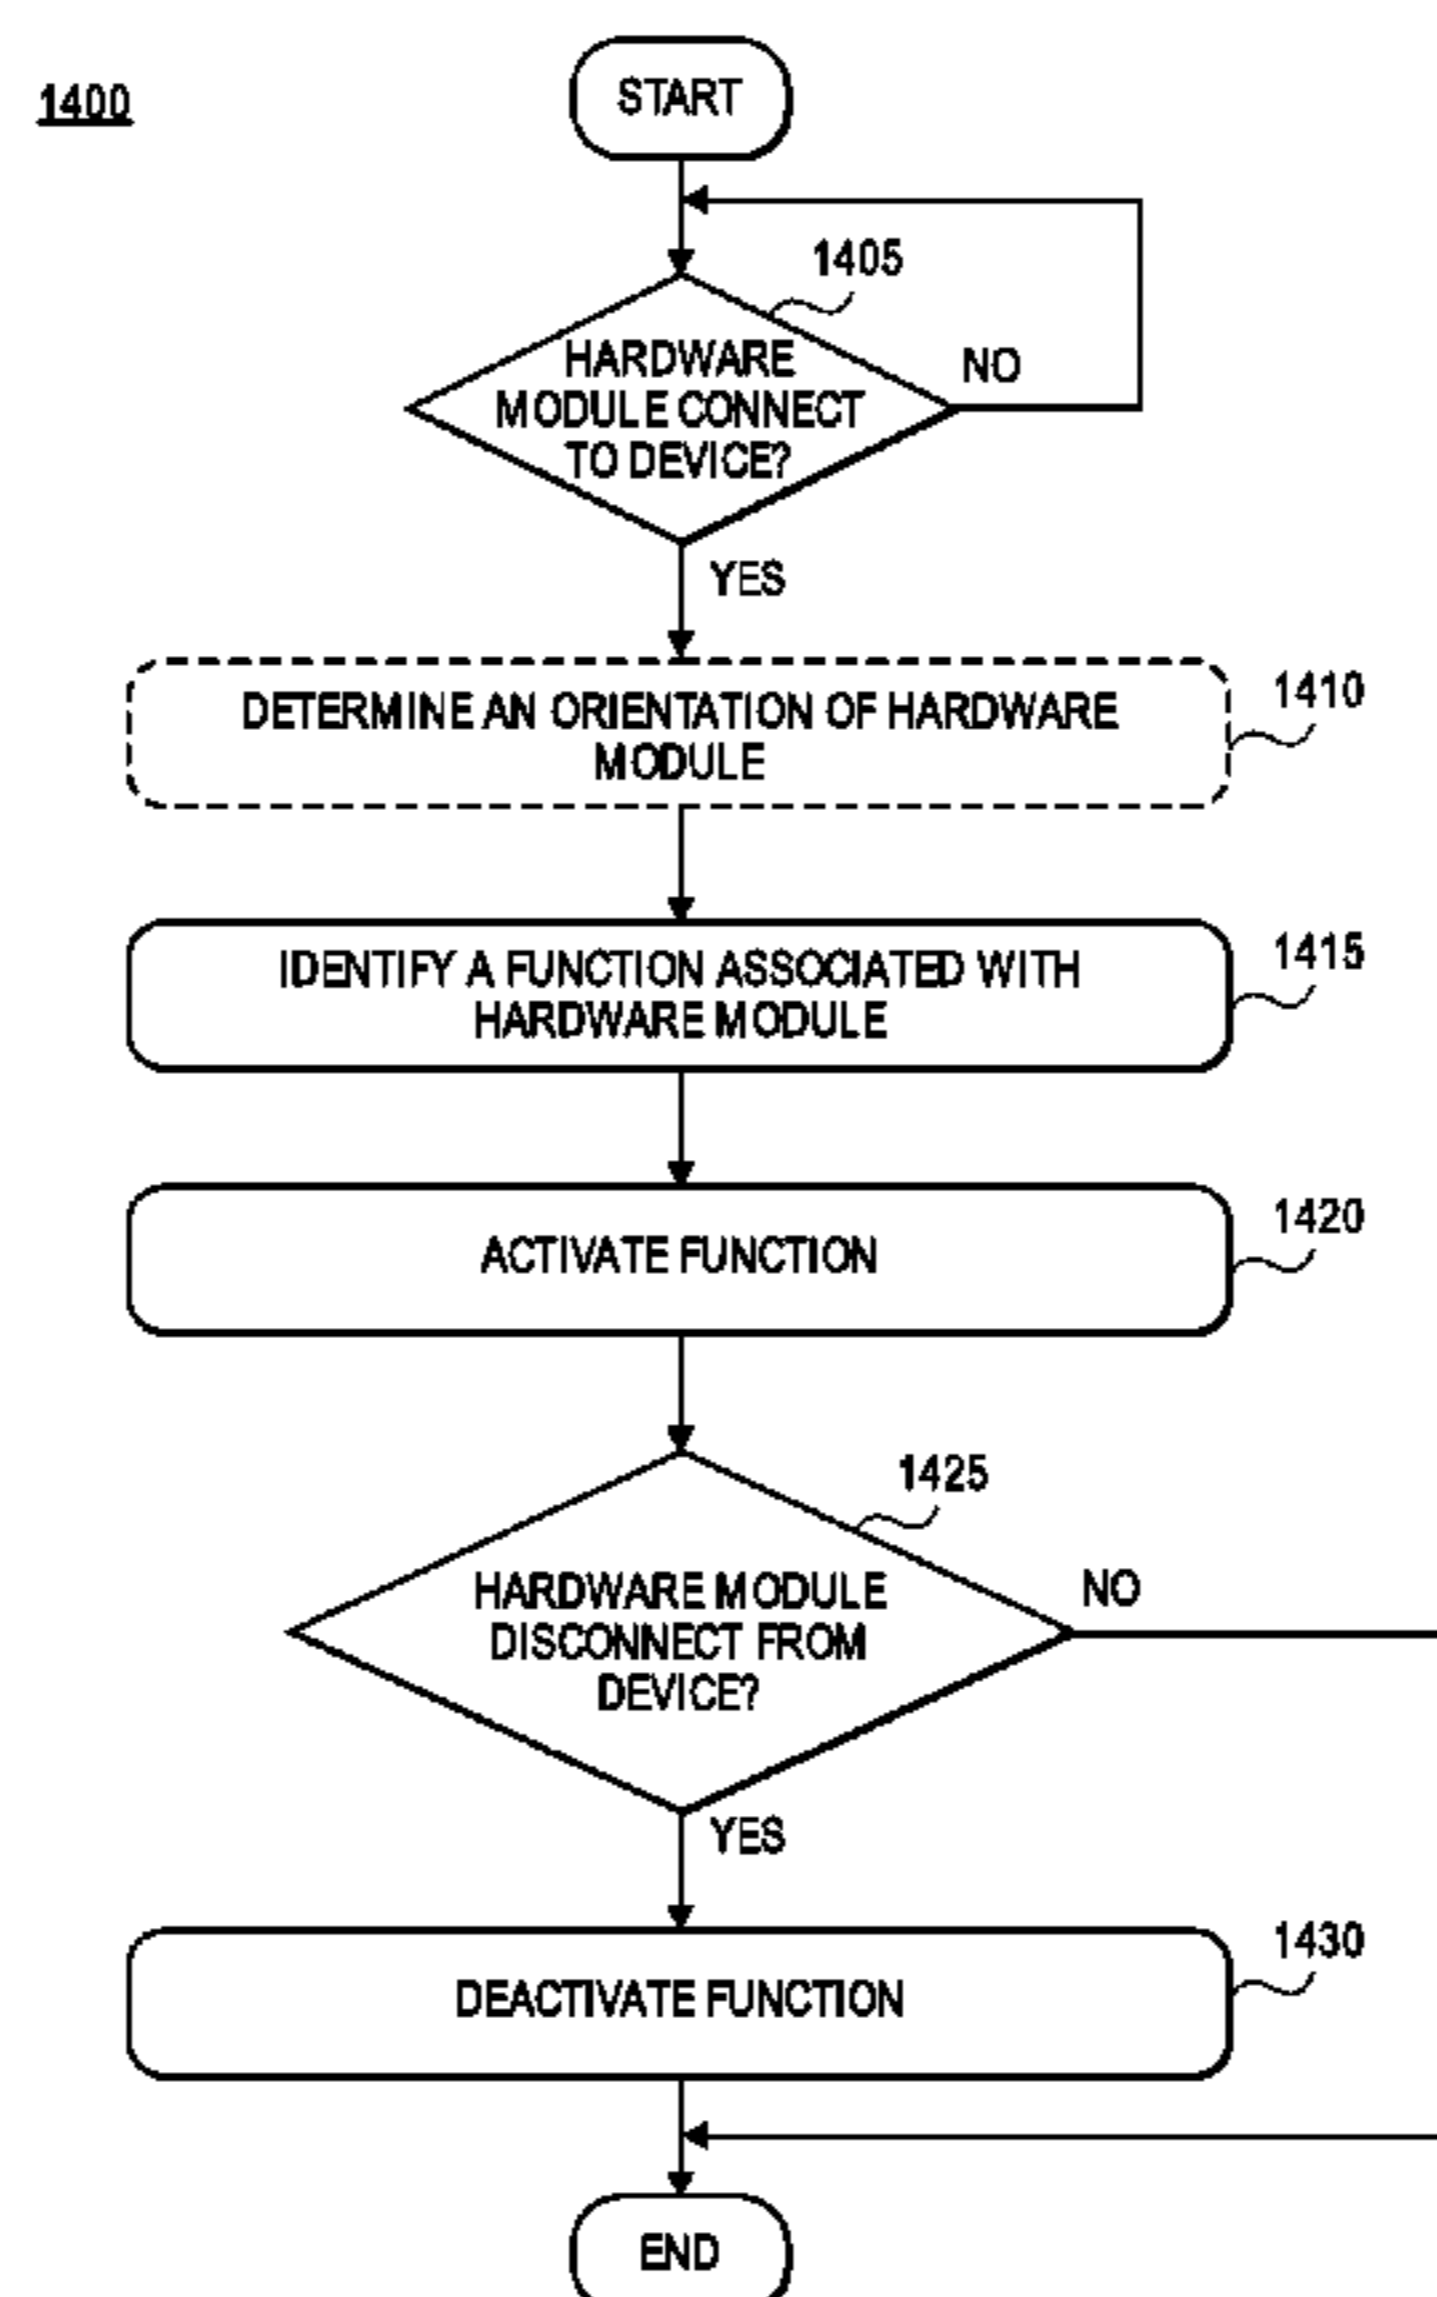 1400
START
1405
HARDWARE
MODULE CONNECT
TO DEVICE?
NO
YES
DETERMINE AN ORIENTATION OF HARDWARE
MODULE
1410
IDENTIFY A FUNCTION ASSOCIATED WITH
HARDWARE MODULE
1415
ACTIVATE FUNCTION
1420
1425
HARDWARE MODULE
DISCONNECT FROM
DEVICE?
NO
YES
DEACTIVATE FUNCTION
1430
END